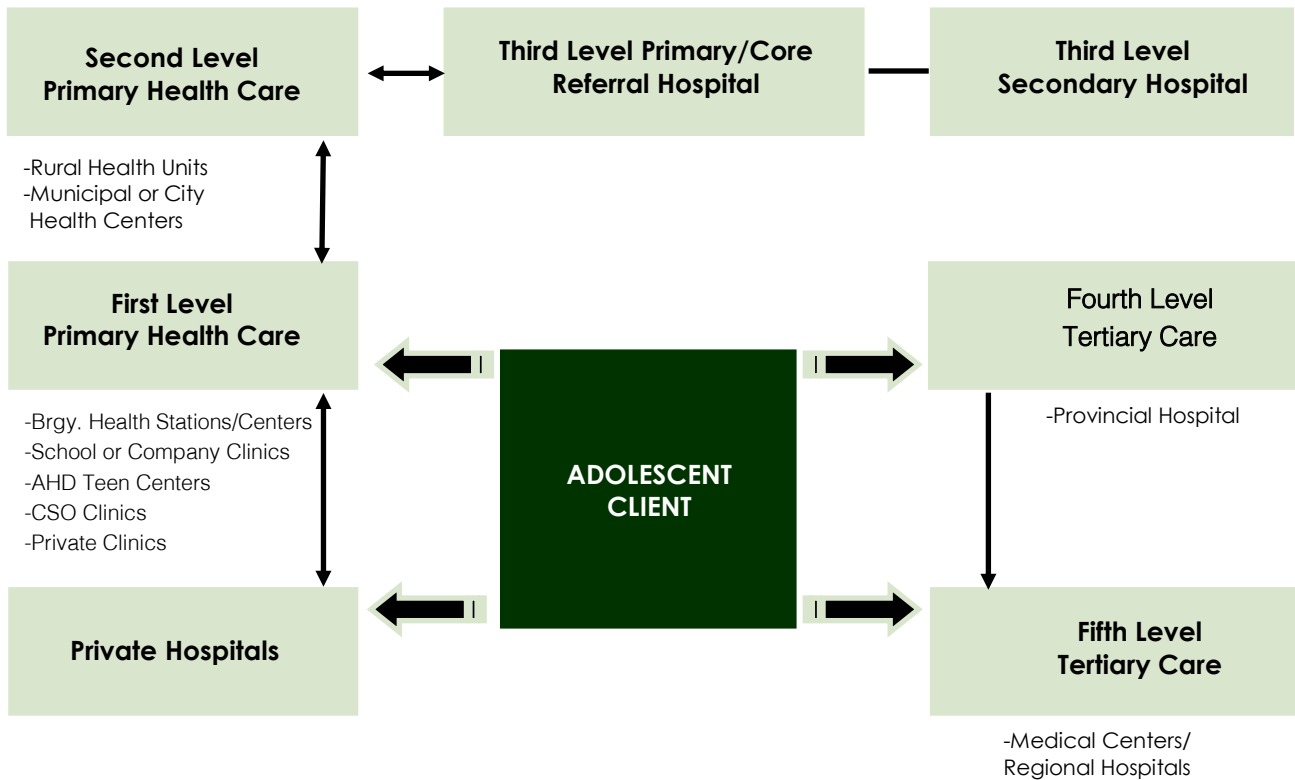 Second Level
Primary Health Care
Third Level Primary/Core
Referral Hospital
Third Level
Secondary Hospital
-Rural Health Units
-Municipal or City
Health Centers
First Level
Primary Health Care
Fourth Level
Tertiary Care
-Brgy. Health Stations/Centers
-School or Company Clinics
-AHD Teen Centers
-CSO Clinics
-Private Clinics
ADOLESCENT
CLIENT
-Provincial Hospital
Private Hospitals
Fifth Level
Tertiary Care
-Medical Centers/
Regional Hospitals